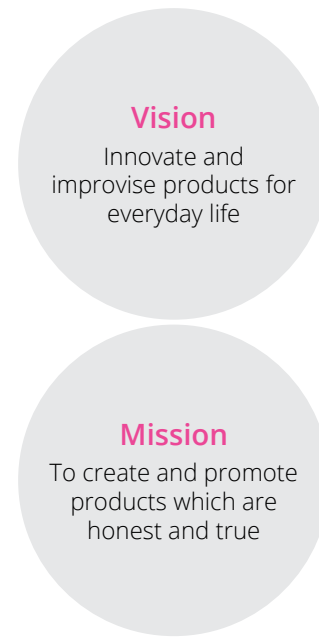 Vision
Innovate and
improvise products for
everyday life
Mission
To create and promote
products which are
honest and true